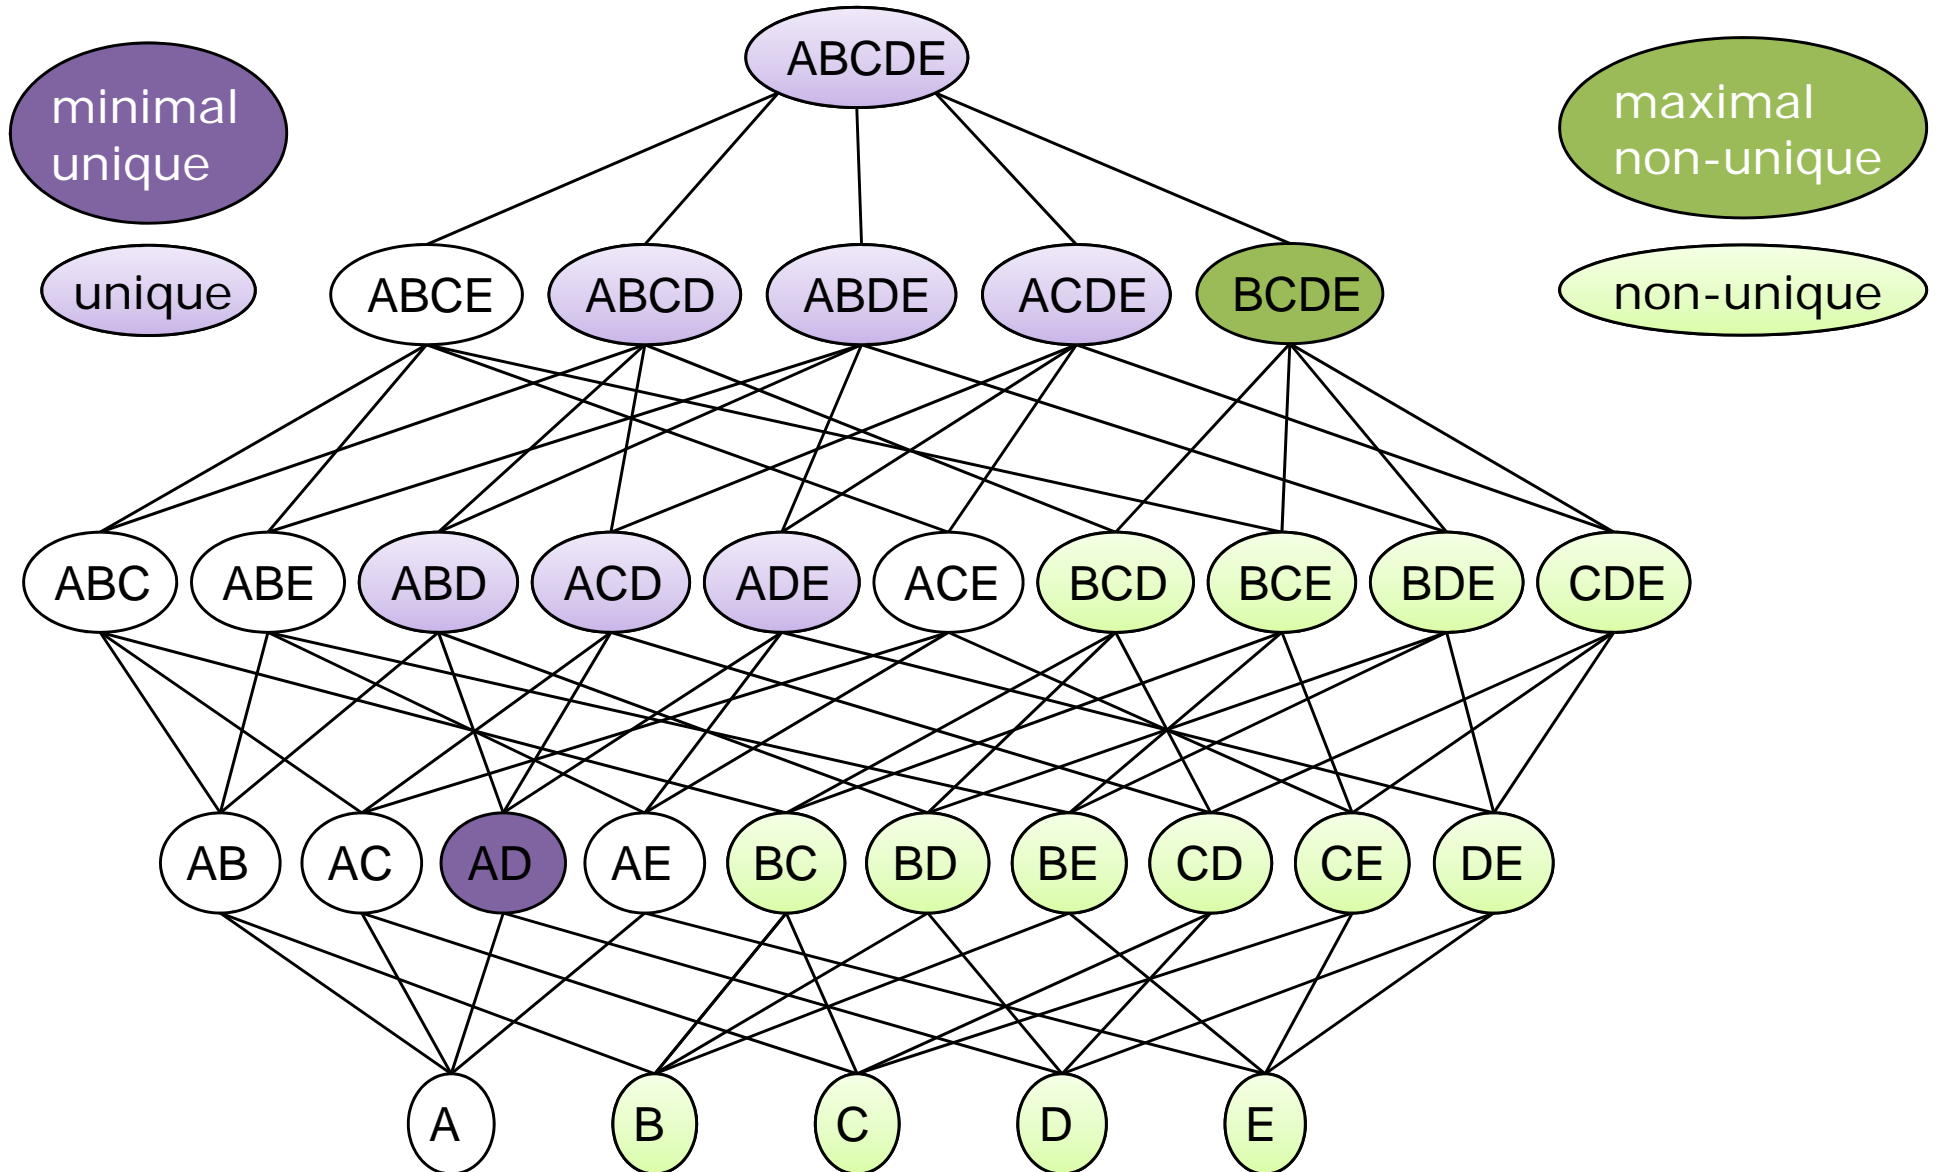 ABCDE
minimal
unique
maximal
non-unique
unique
ABCE ABCD ABDE ACDE BCDE
non-unique
ABC ABE ABD ACD ADE ACE BCD BCE BDE CDE
AB AC AD AE BC BD BE CD CE DE
A B C D E